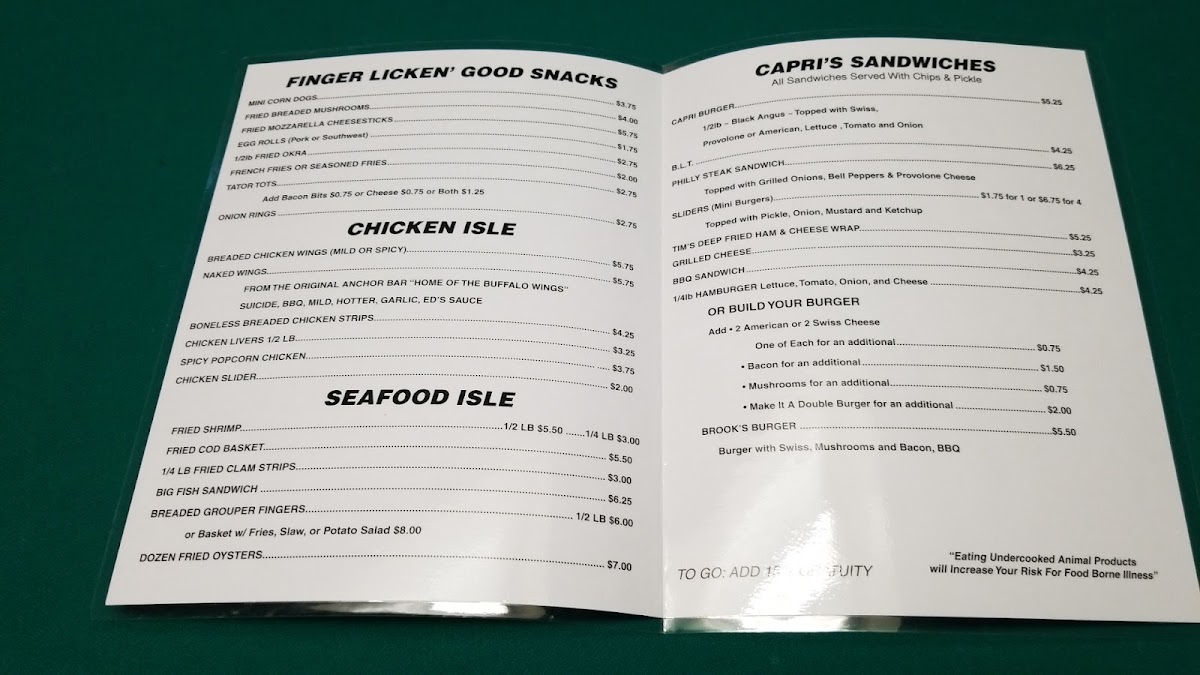 FINGER LICKEN' GOOD SNACKS
MINI CORN DOGS $3.75
FRIED BREADED MUSHROOMS $4.00
FRIED MOZZARELLA CHEESESTICKS $5.75
EGG ROLLS (Pork or Southwest) $1.75
1/2lb FRIED OKRA $2.75
FRENCH FRIES OR SEASONED FRIES $2.00
TATOR TOTS $2.75
Add Bacon Bits $0.75 or Cheese $0.75 or Both $1.25
ONION RINGS $2.75
CHICKEN ISLE
BREADED CHICKEN WINGS (MILD OR SPICY) $5.75
NAKED WINGS $5.75
FROM THE ORIGINAL ANCHOR BAR "HOME OF THE BUFFALO WINGS"
SUICIDE, BBQ, MILD, HOTTER, GARLIC, ED'S SAUCE
BONELESS BREADED CHICKEN STRIPS $4.25
CHICKEN LIVERS 1/2 LB $3.25
SPICY POPCORN CHICKEN $3.75
CHICKEN SLIDER $2.00
SEAFOOD ISLE
FRIED SHRIMP 1/2 LB $5.50 ......1/4 LB $3.00
FRIED COD BASKET $5.50
1/4 LB FRIED CLAM STRIPS $3.00
BIG FISH SANDWICH $6.25
BREADED GROUPER FINGERS 1/2 LB $6.00
or Basket w/ Fries, Slaw, or Potato Salad $8.00
DOZEN FRIED OYSTERS $7.00
CAPRI'S SANDWICHES
All Sandwiches Served With Chips & Pickle
CAPRI BURGER $5.25
1/2lb – Black Angus – Topped with Swiss,
Provolone or American, Lettuce , Tomato and Onion
B.L.T. $4.25
PHILLY STEAK SANDWICH $6.25
Topped with Grilled Onions, Bell Peppers & Provolone Cheese
SLIDERS (Mini Burgers) $1.75 for 1 or $6.75 for 4
Topped with Pickle, Onion, Mustard and Ketchup
TIM'S DEEP FRIED HAM & CHEESE WRAP $5.25
GRILLED CHEESE $3.25
BBQ SANDWICH $4.25
1/4lb HAMBURGER Lettuce, Tomato, Onion, and Cheese $4.25
OR BUILD YOUR BURGER
Add • 2 American or 2 Swiss Cheese
One of Each for an additional $0.75
• Bacon for an additional $1.50
• Mushrooms for an additional $0.75
• Make It A Double Burger for an additional $2.00
BROOK'S BURGER $5.50
Burger with Swiss, Mushrooms and Bacon, BBQ
TO GO: ADD
"Eating Undercooked Animal Products
will Increase Your Risk For Food Borne Illness"